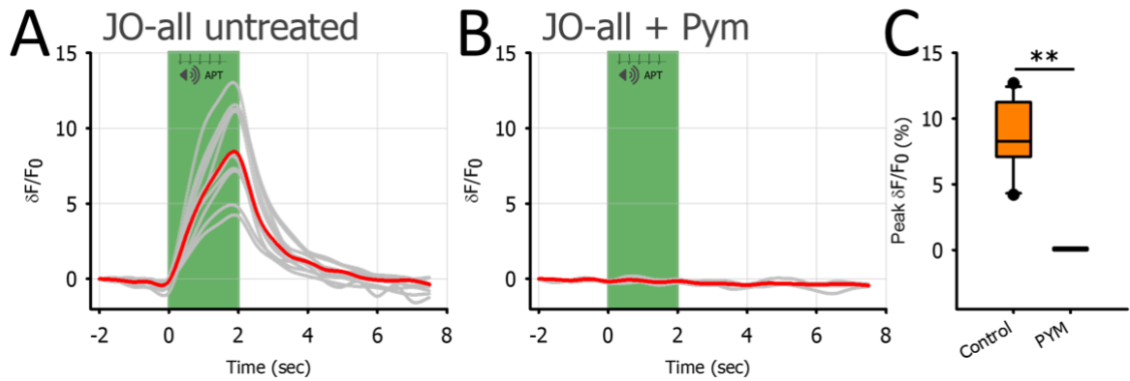 A JO-all untreated
15
10
5
0
δF/F0
APT
-2 0 2 4 6 8
Time (sec)
B JO-all + Pym
15
10
5
0
δF/F0
APT
-2 0 2 4 6 8
Time (sec)
C
15
10
5
0
Peak δF/F0 (%)
**
Control PYM